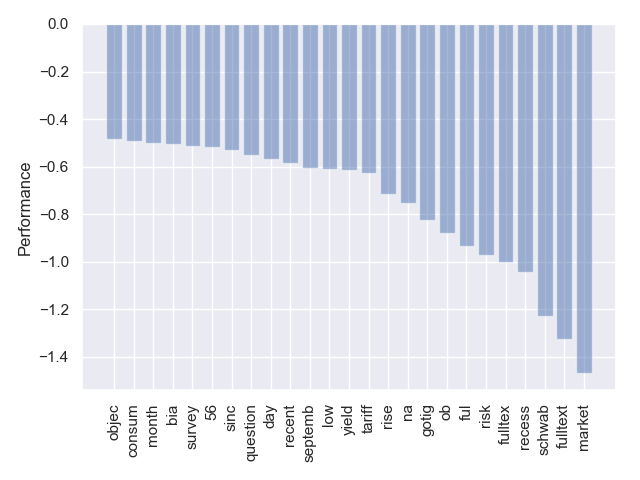 0.0
−0.2
−0.4
−0.6
−0.8
−1.0
−1.2
−1.4
Performance
objec
consum
month
bia
survey
56
sinc
question
day
recent
septemb
low
yield
tariff
rise
na
gotig
ob
ful
risk
fulltex
recess
schwab
fulltext
market